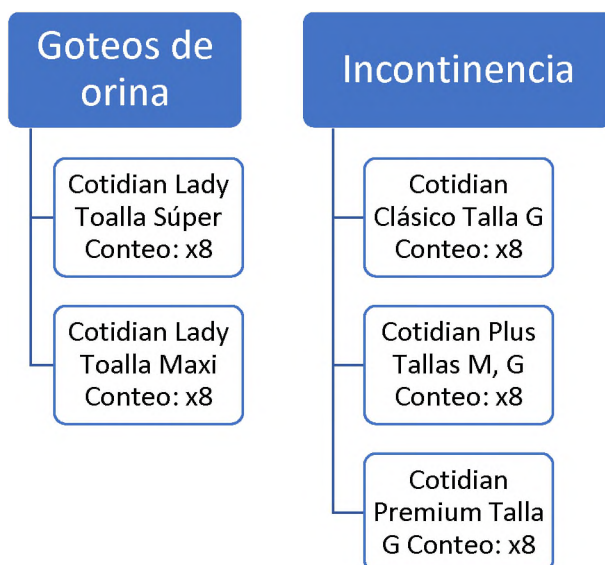 Goteos de
orina
Cotidian Lady
Toalla Súper
Conteo: x8
Cotidian Lady
Toalla Maxi
Conteo: x8
Incontinencia
Cotidian
Clásico Talla G
Conteo: x8
Cotidian Plus
Tallas M, G
Conteo: x8
Cotidian
Premium Talla
G Conteo: x8